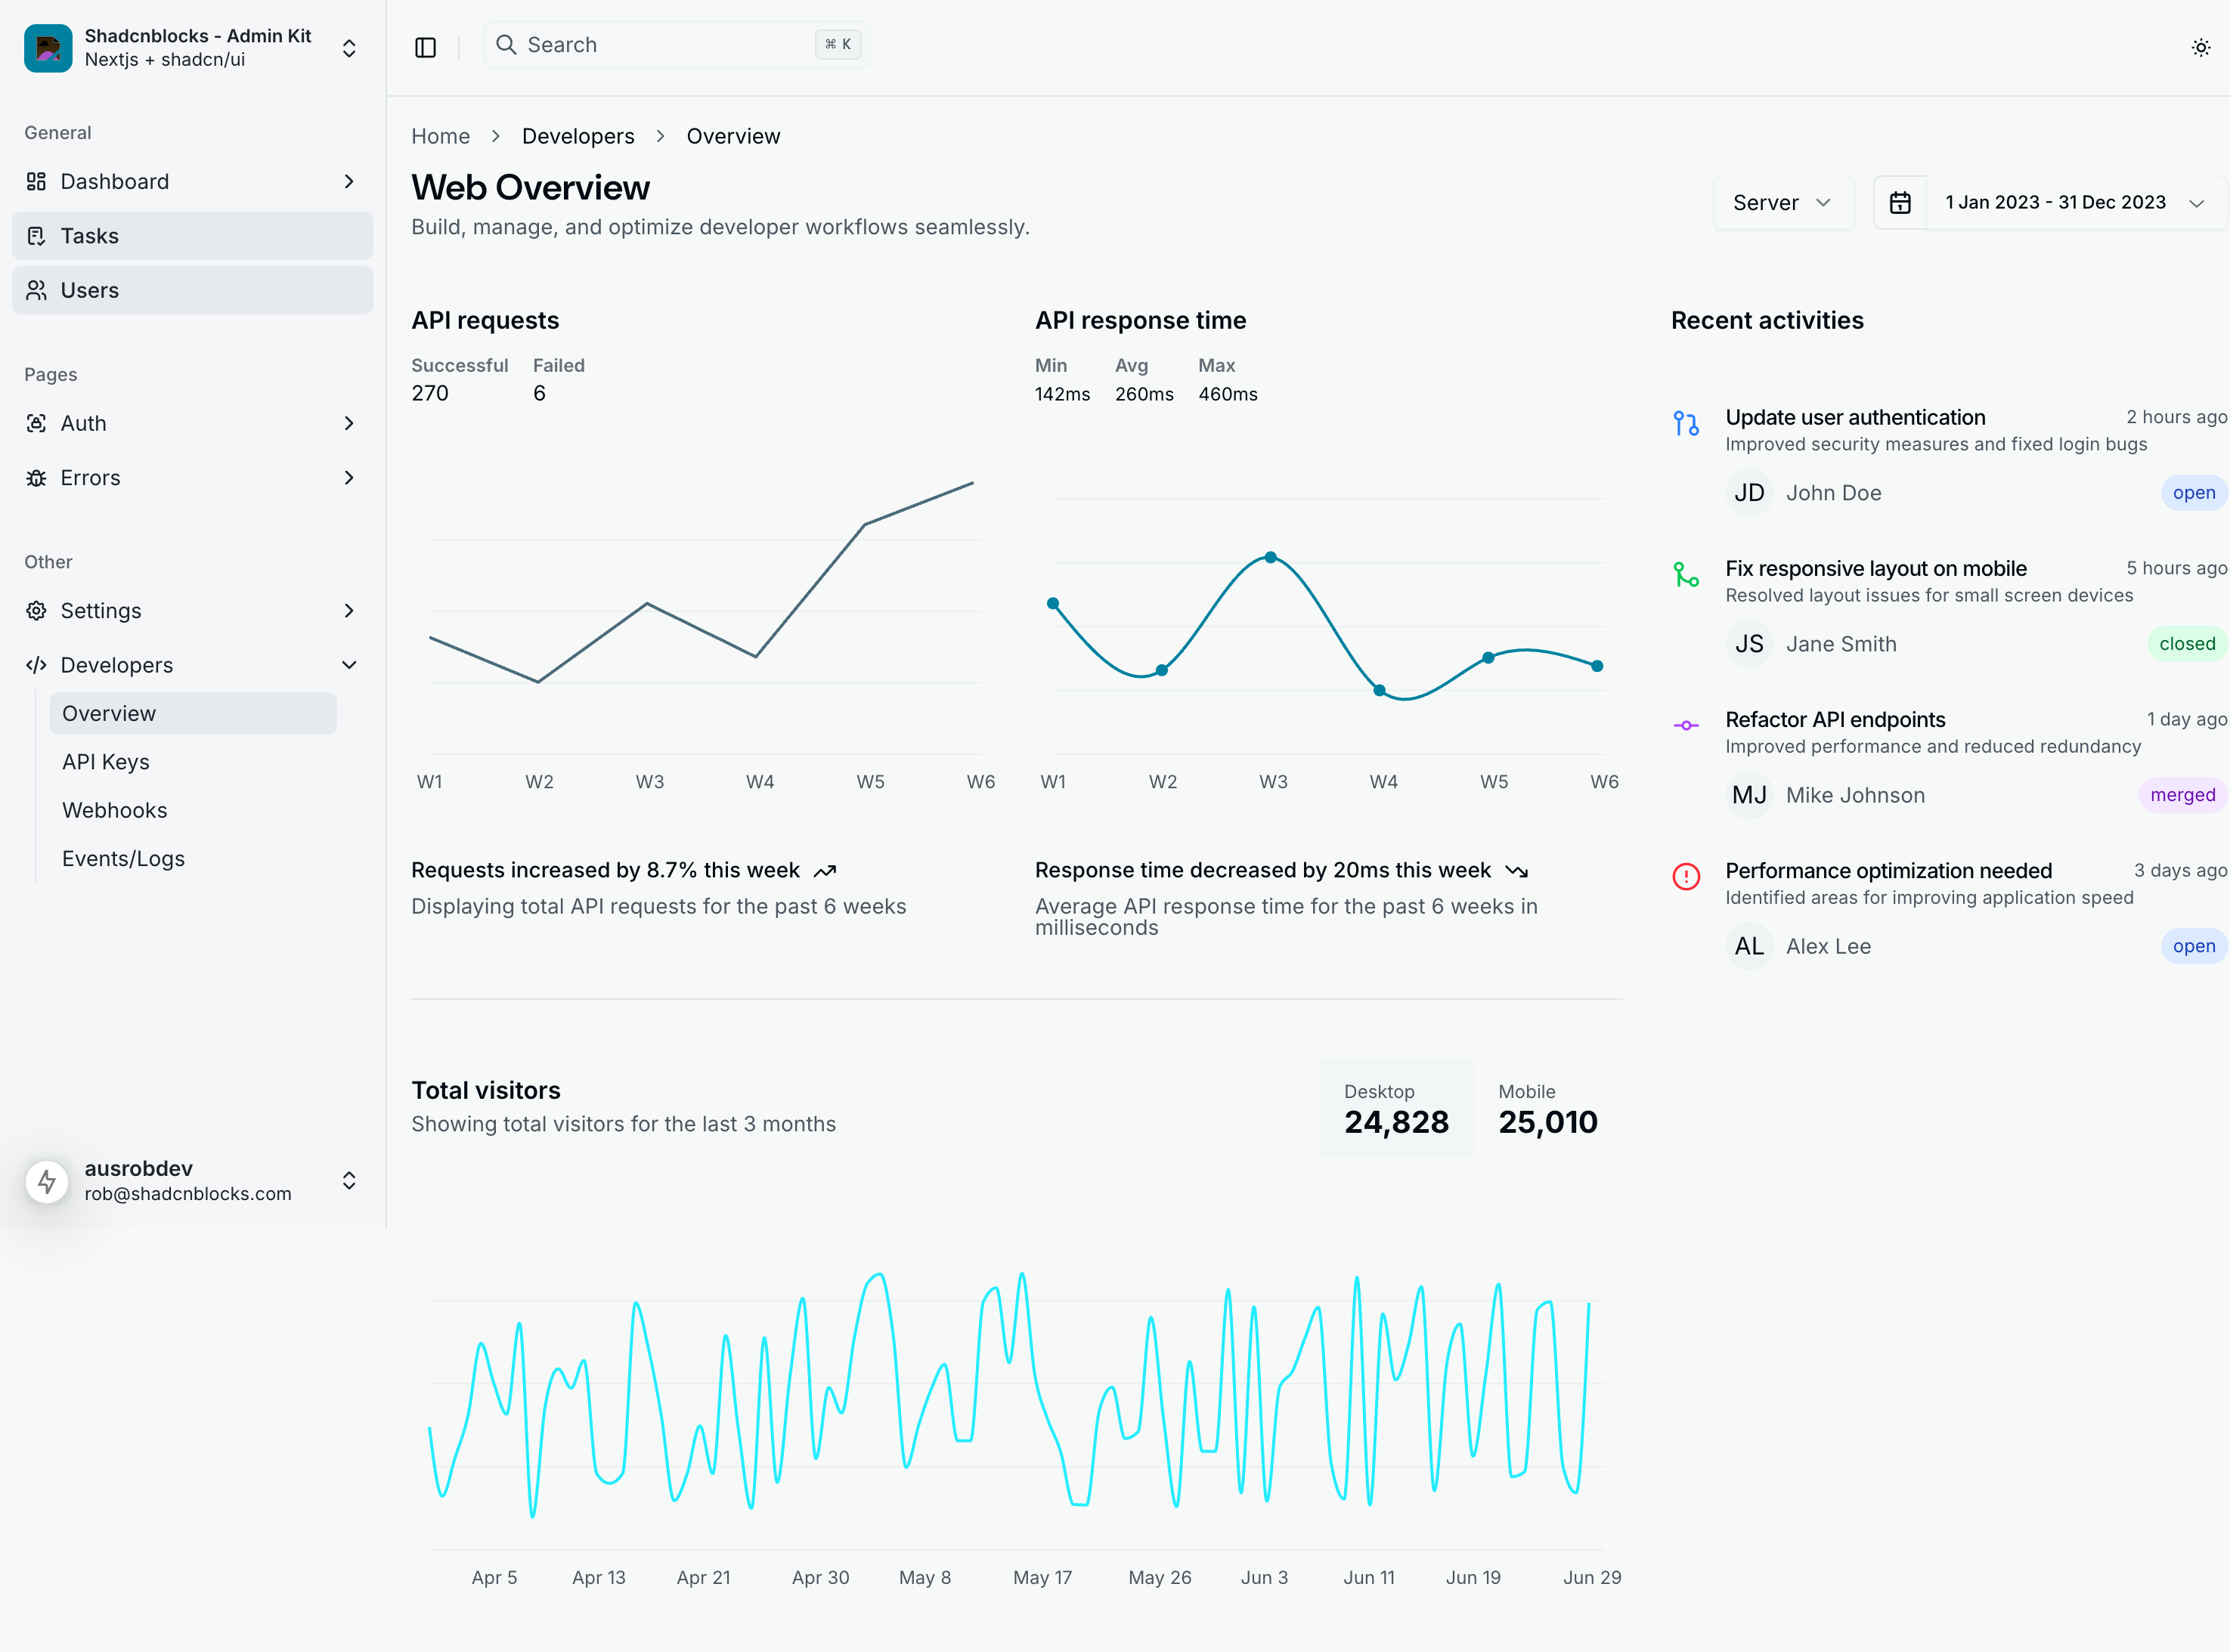 Shadcnblocks - Admin Kit
Nextjs + shadcn/ui
General
Dashboard
Tasks
Users
Pages
Auth
Errors
Other
Settings
Developers
Overview
API Keys
Webhooks
Events/Logs
ausrobdev
rob@shadcnblocks.com
Search ⌘ K
Home > Developers > Overview
Web Overview
Build, manage, and optimize developer workflows seamlessly.
Server
1 Jan 2023 - 31 Dec 2023
API requests
Successful Failed
270 6
W1 W2 W3 W4 W5 W6
Requests increased by 8.7% this week
Displaying total API requests for the past 6 weeks
API response time
Min Avg Max
142ms 260ms 460ms
W1 W2 W3 W4 W5 W6
Response time decreased by 20ms this week
Average API response time for the past 6 weeks in
milliseconds
Recent activities
Update user authentication 2 hours ago
Improved security measures and fixed login bugs
JD John Doe open
Fix responsive layout on mobile 5 hours ago
Resolved layout issues for small screen devices
JS Jane Smith closed
Refactor API endpoints 1 day ago
Improved performance and reduced redundancy
MJ Mike Johnson merged
Performance optimization needed 3 days ago
Identified areas for improving application speed
AL Alex Lee open
Total visitors
Showing total visitors for the last 3 months
Desktop Mobile
24,828 25,010
Apr 5 Apr 13 Apr 21 Apr 30 May 8 May 17 May 26 Jun 3 Jun 11 Jun 19 Jun 29